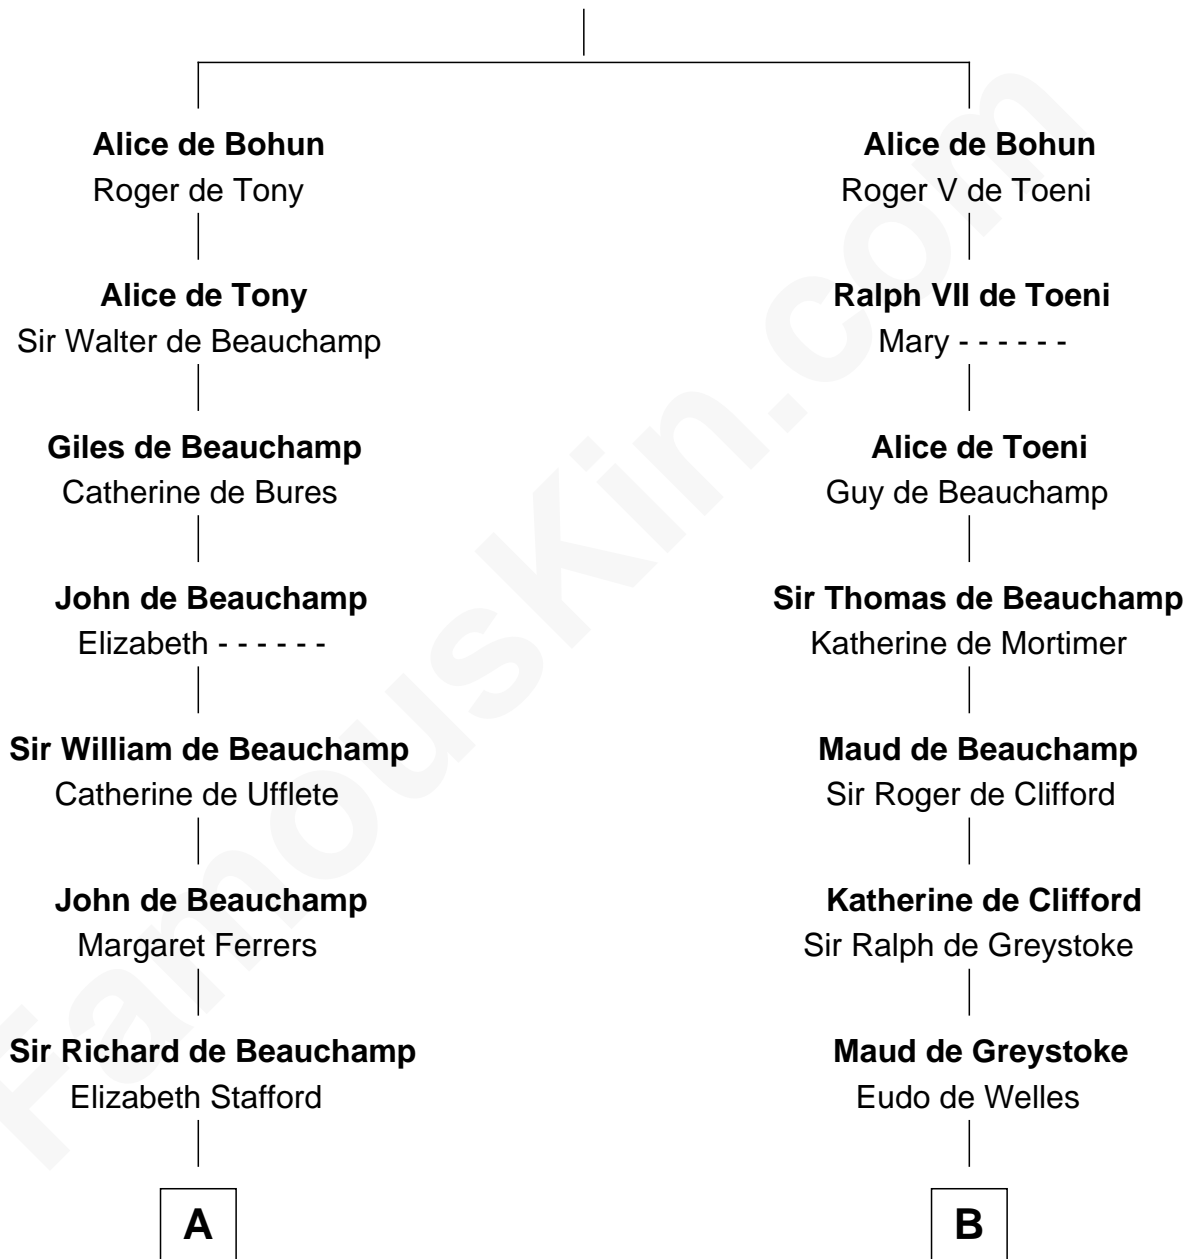 Alice de Bohun
Roger de Tony
Alice de Tony
Sir Walter de Beauchamp
Giles de Beauchamp
Catherine de Bures
John de Beauchamp
Elizabeth - - - - - -
Sir William de Beauchamp
Catherine de Ufflete
John de Beauchamp
Margaret Ferrers
Sir Richard de Beauchamp
Elizabeth Stafford
A
Alice de Bohun
Roger V de Toeni
Ralph VII de Toeni
Mary - - - - - -
Alice de Toeni
Guy de Beauchamp
Sir Thomas de Beauchamp
Katherine de Mortimer
Maud de Beauchamp
Sir Roger de Clifford
Katherine de Clifford
Sir Ralph de Greystoke
Maud de Greystoke
Eudo de Welles
B
FamousKin.com